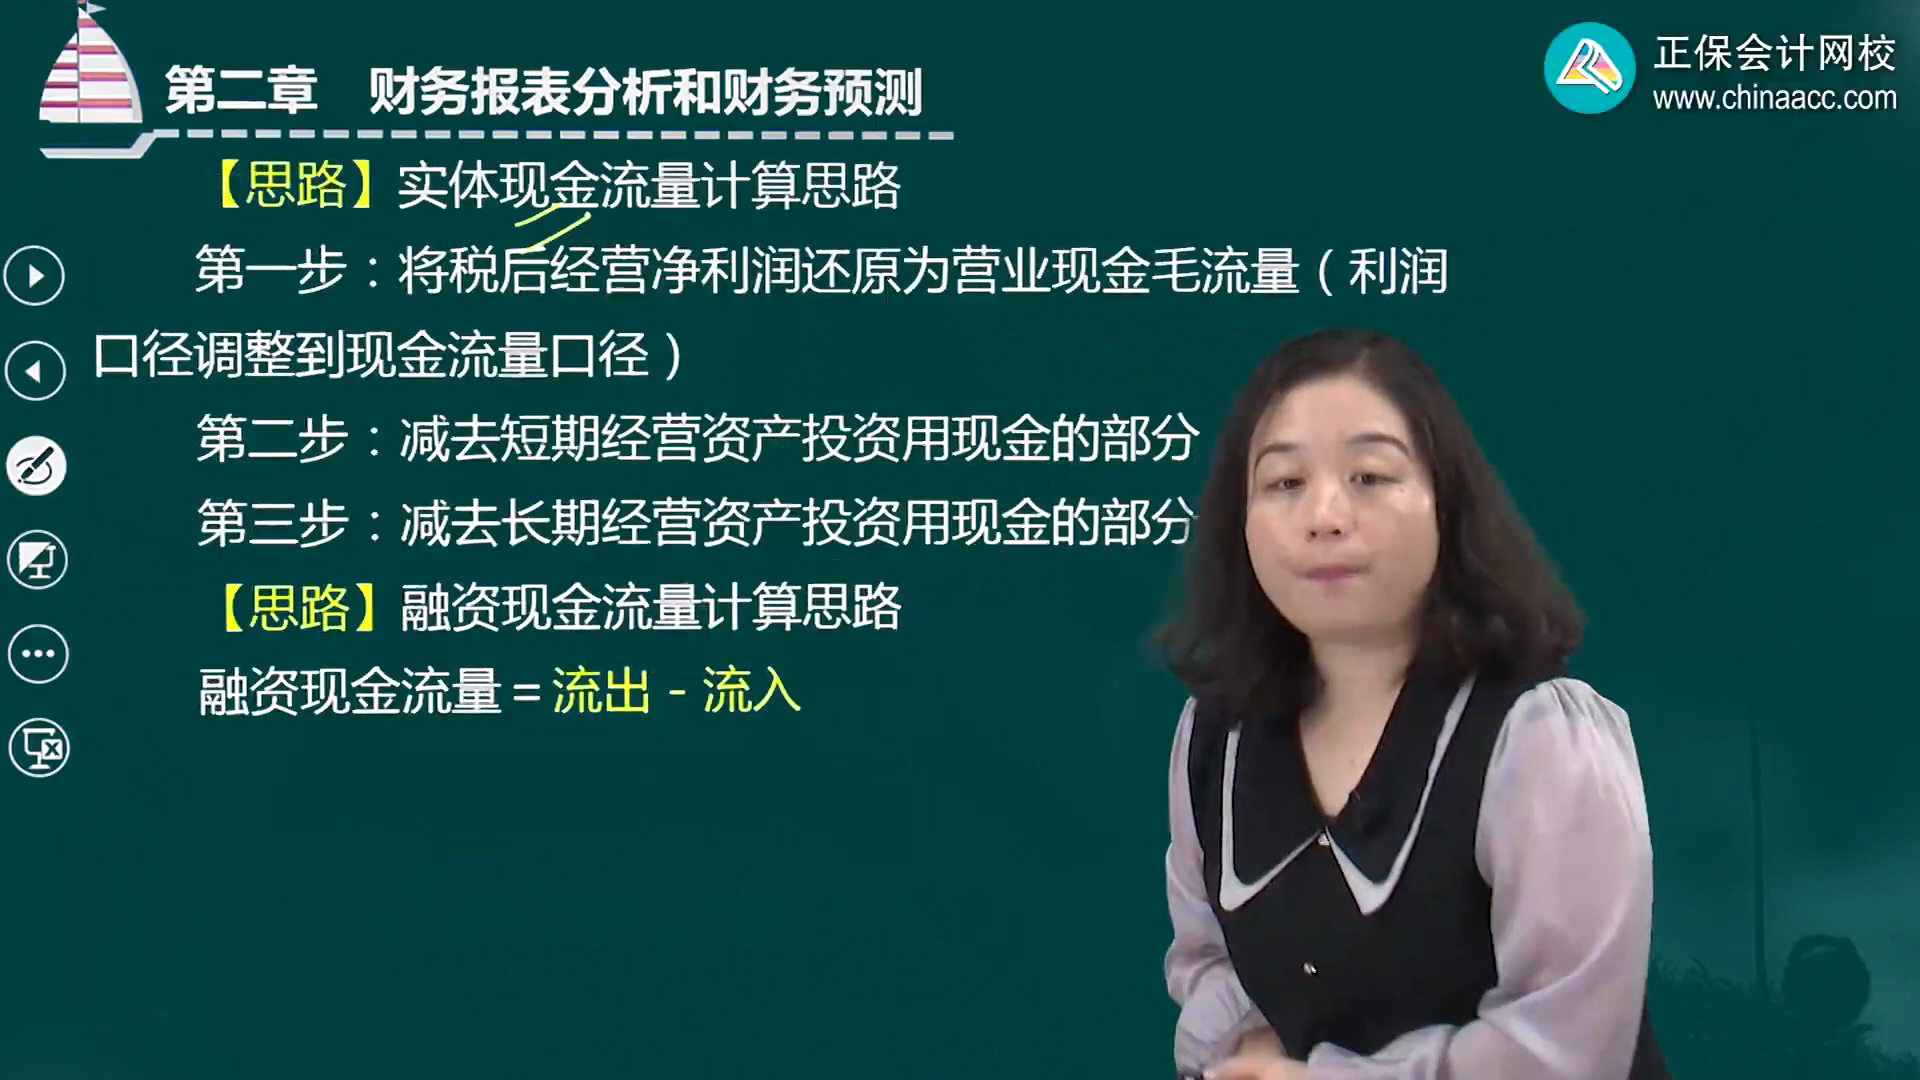 正保会计网校
www.chinaacc.com
第二章 财务报表分析和财务预测
【思路】实体现金流量计算思路
第一步：将税后经营净利润还原为营业现金毛流量（利润
口径调整到现金流量口径）
第二步：减去短期经营资产投资用现金的部分
第三步：减去长期经营资产投资用现金的部分
【思路】融资现金流量计算思路
融资现金流量＝流出－流入